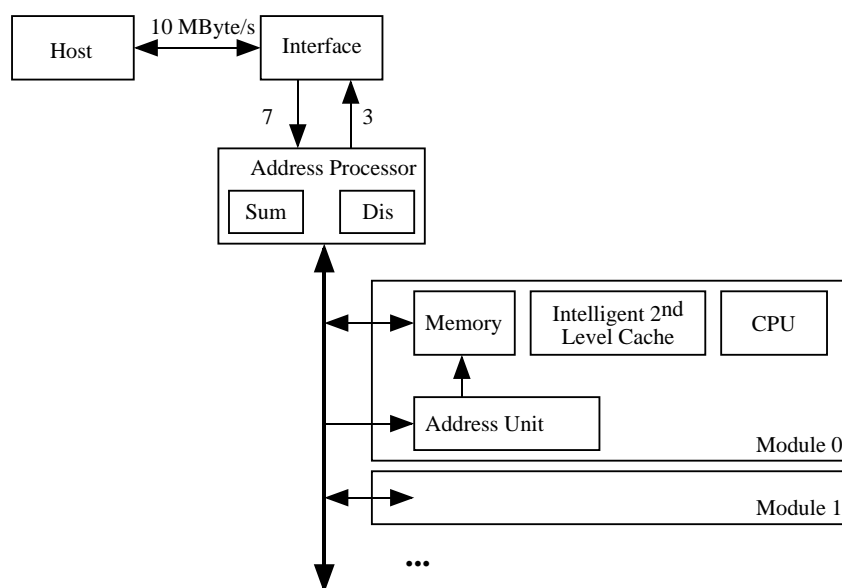 10 MByte/s
Host
Interface
7
3
Address Processor
Sum
Dis
Memory
Intelligent 2nd
Level Cache
CPU
Address Unit
Module 0
Module 1
...